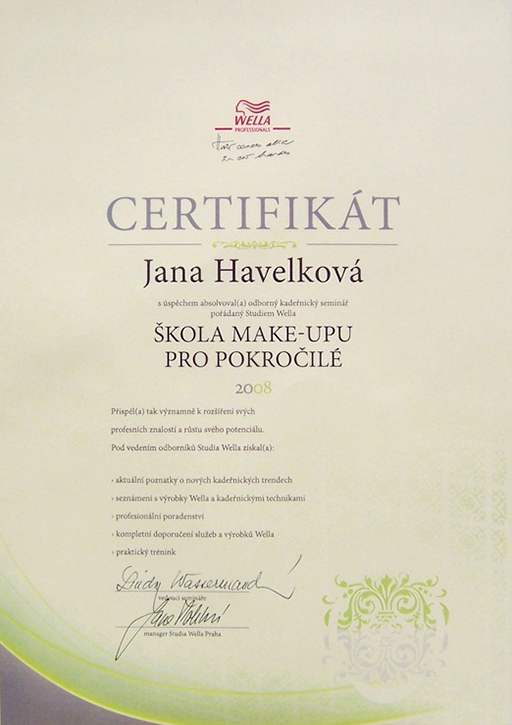 WELLA
PROFESSIONALS
CERTIFIKÁT
Jana Havelková
s úspěchem absolvoval(a) odborný kadeřnický seminář
pořádaný Studiem Wella
ŠKOLA MAKE-UPU
PRO POKROČILÉ
2008
Přispěl(a) tak významně k rozšíření svých
profesních znalostí a růstu svého potenciálu.
Pod vedením odborníků Studia Wella získal(a):
› aktuální poznatky o nových kadeřnických trendech
› seznámení s výrobky Wella a kadeřnickými technikami
› profesionální poradenství
› kompletní doporučení služeb a výrobků Wella
› praktický trénink
vedoucí semináře
manager Studia Wella Praha